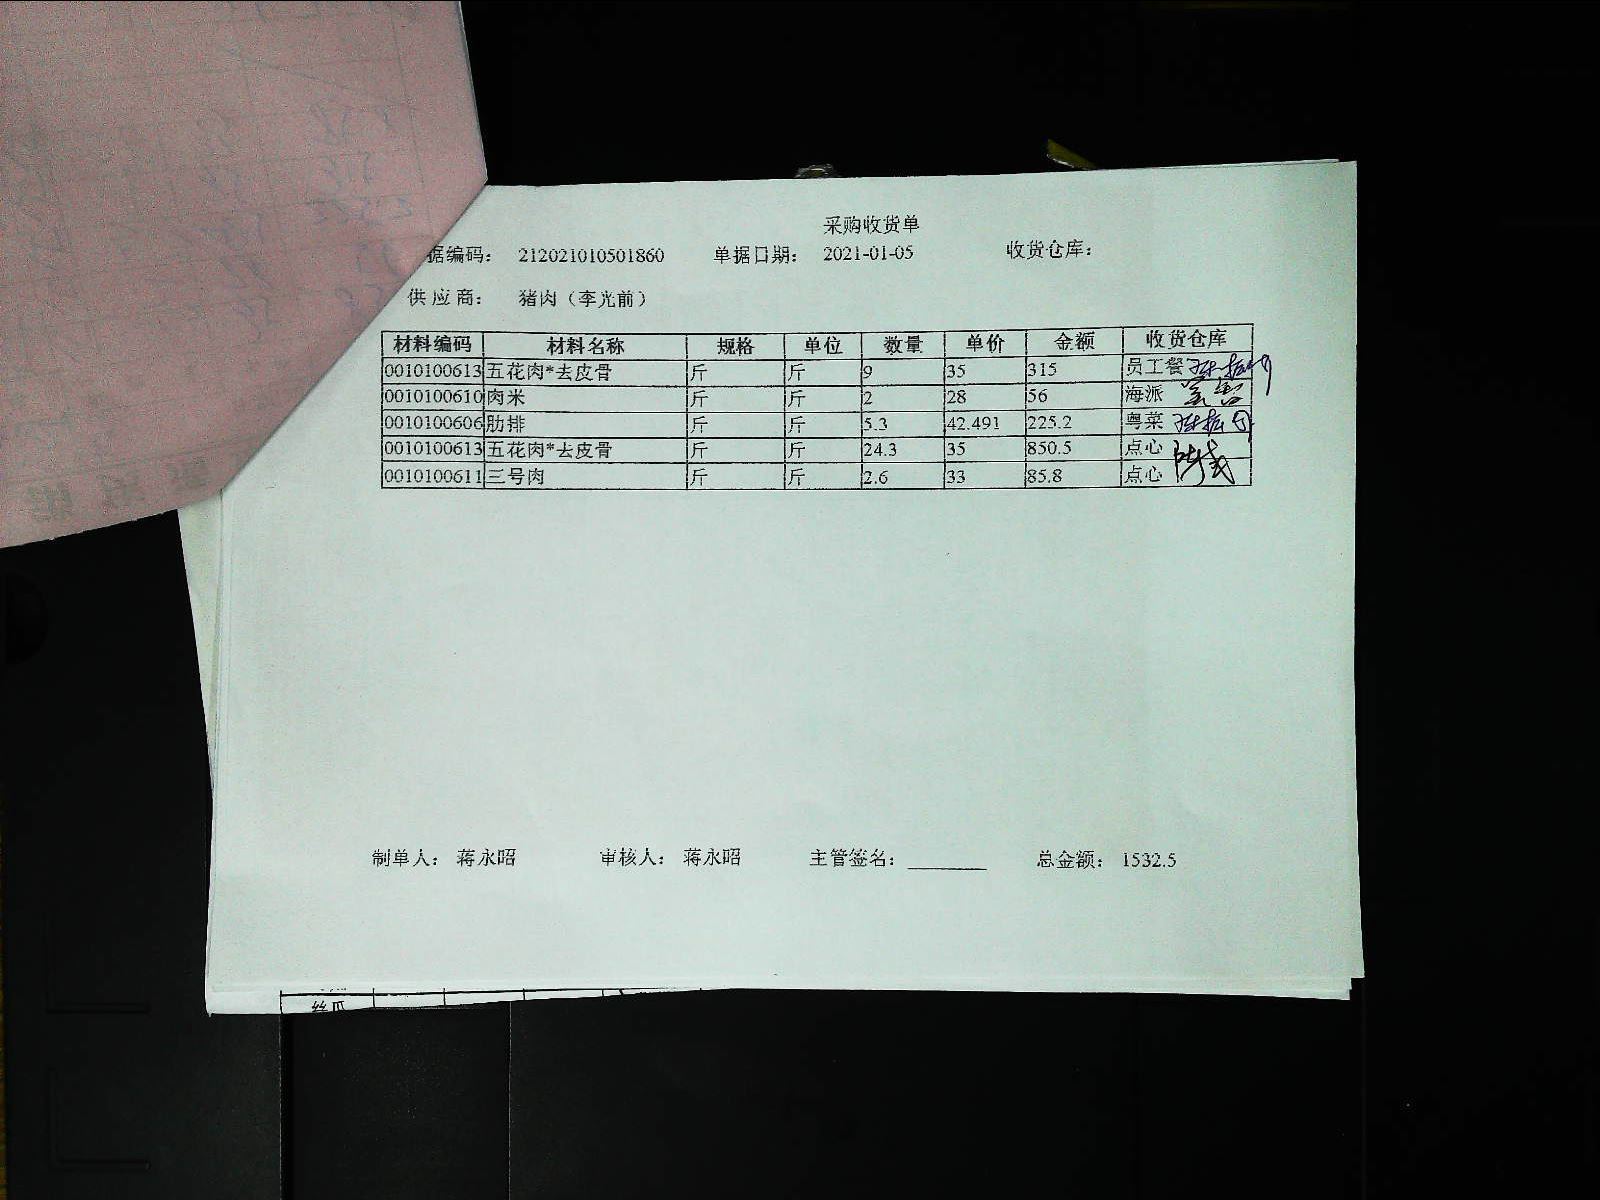 采购收货单
据编码： 212021010501860 单据日期： 2021-01-05 收货仓库：
供应商： 猪肉（李光前）
材料编码 材料名称 规格 单位 数量 单价 金额 收货仓库
0010100613 五花肉*去皮骨 斤 斤 9 35 315 员工餐
0010100610 肉米 斤 斤 2 28 56 海派
0010100606 肋排 斤 斤 5.3 42.491 225.2 粤菜
0010100613 五花肉*去皮骨 斤 斤 24.3 35 850.5 点心
0010100611 三号肉 斤 斤 2.6 33 85.8 点心
制单人： 蒋永昭 审核人： 蒋永昭 主管签名： 总金额： 1532.5
丝瓜